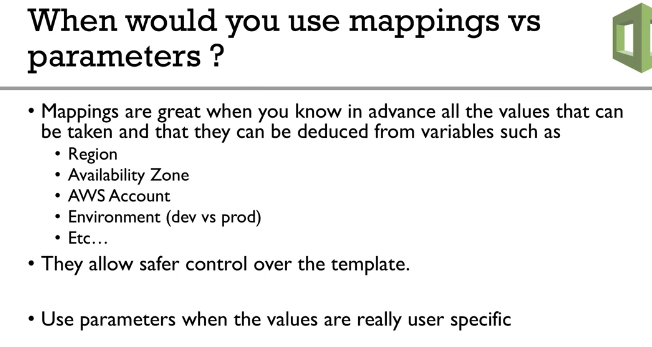 When would you use mappings vs
parameters ?
• Mappings are great when you know in advance all the values that can
be taken and that they can be deduced from variables such as
• Region
• Availability Zone
• AWS Account
• Environment (dev vs prod)
• Etc…
• They allow safer control over the template.
• Use parameters when the values are really user specific